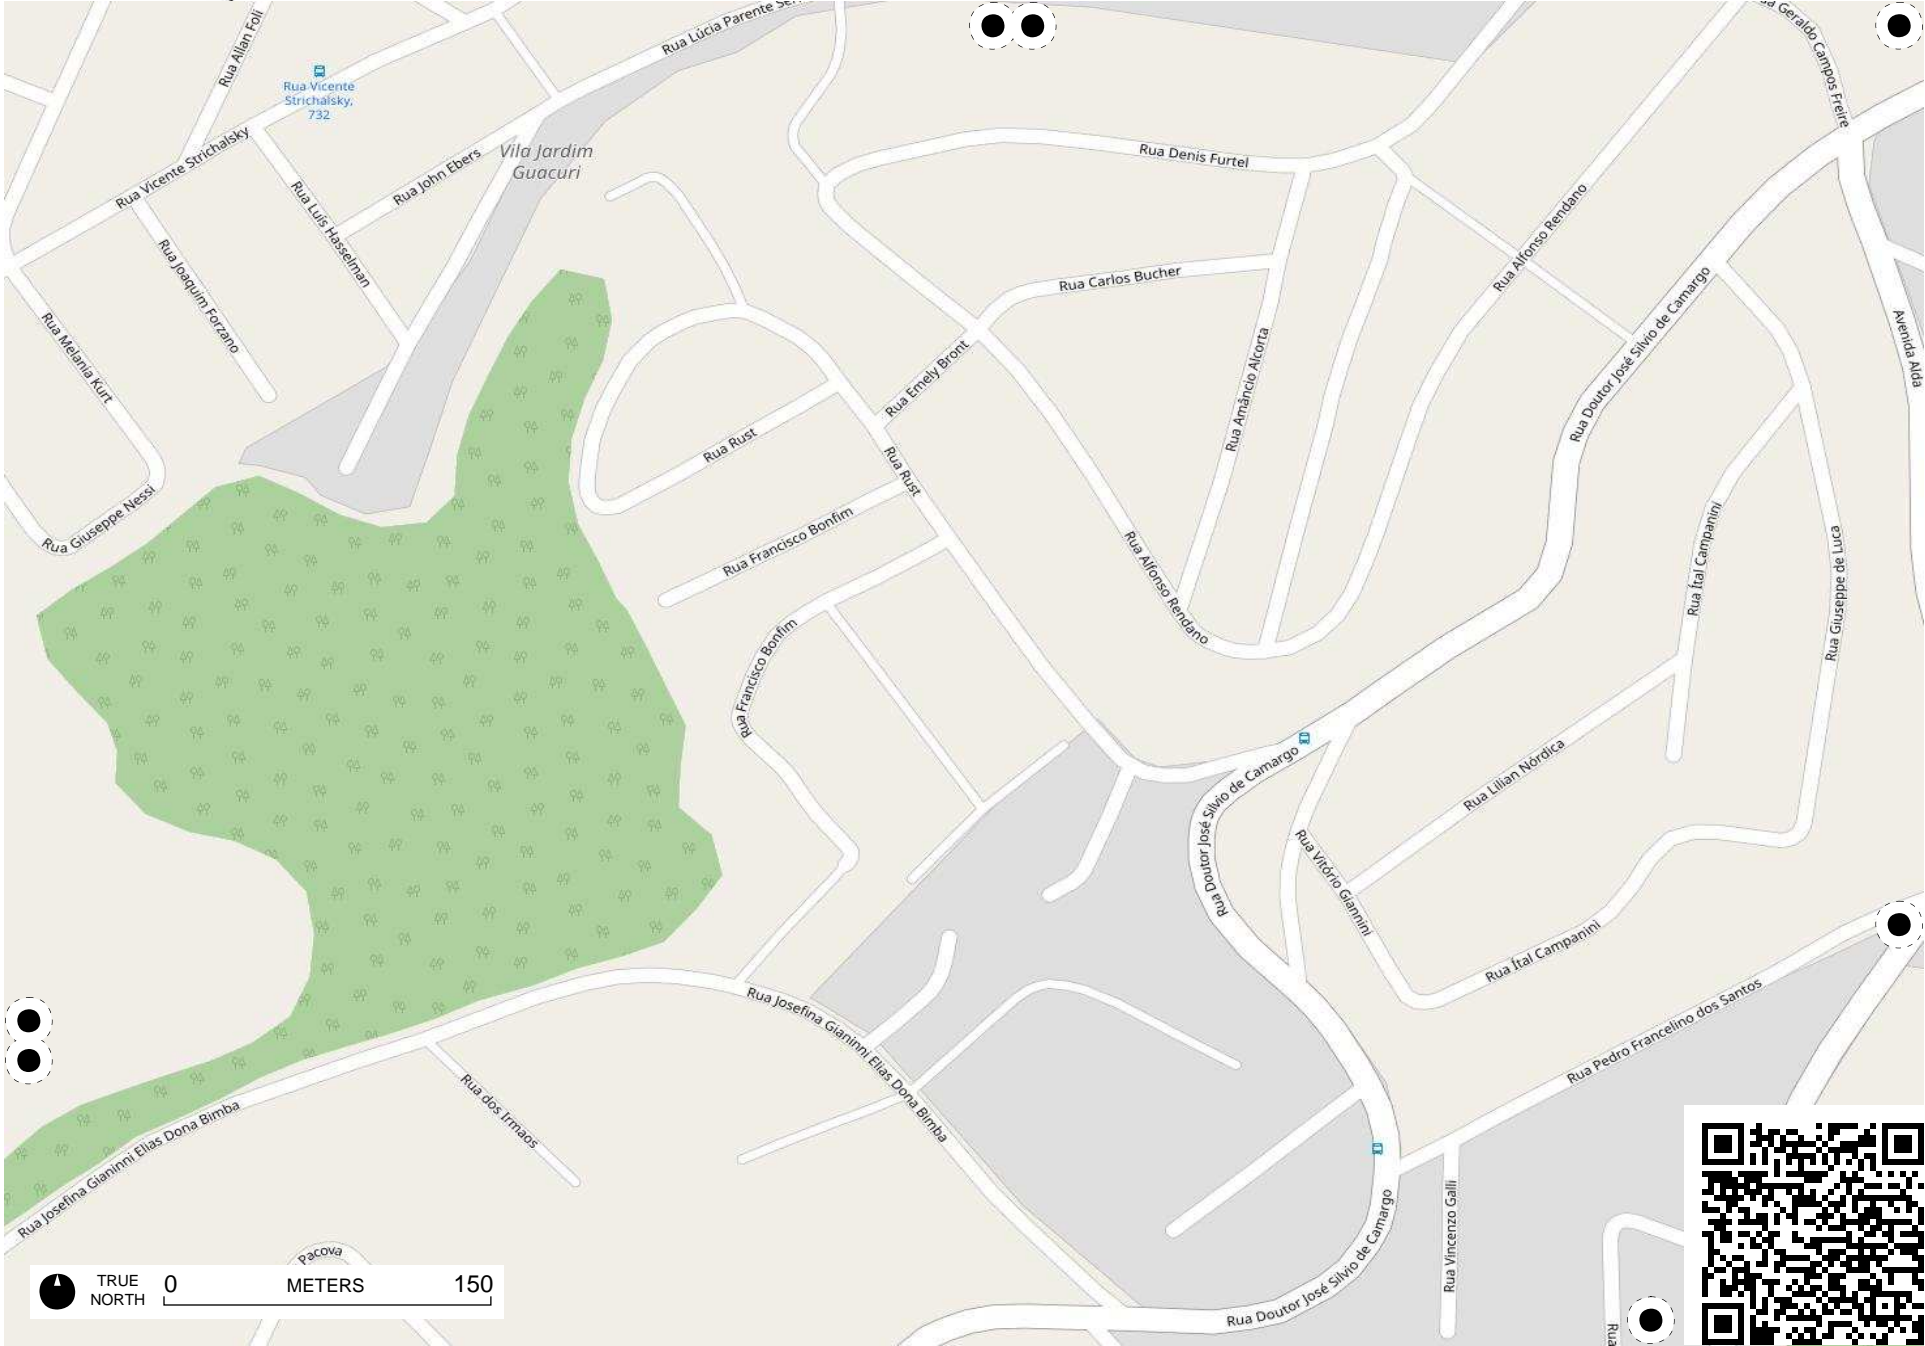 Rua Allan Foli
Rua Lúcia Parente
Rua Geraldo Campos Freire
Rua Vicente
Strichalsky,
732
Rua Vicente Strichalsky
Rua John Ebers
Vila Jardim
Guacuri
Rua Denis Furtel
Rua Luís Hasselman
Rua Joaquim Forzano
Rua Alfonso Rendano
Rua Carlos Bucher
Rua Doutor José Silvio de Camargo
Rua Melania Kurt
Rua Emely Bront
Rua Amâncio Alcorta
Avenida Alda
Rua Rust
Rua Rust
Rua Giuseppe Nessi
Rua Francisco Bonfim
Rua Alfonso Rendano
Rua Ítal Campanini
Rua Giuseppe de Luca
Rua Francisco Bonfim
Rua Doutor José Silvio de Camargo
Rua Lilian Nórdica
Rua Vitório Giannini
Rua Ítal Campanini
Rua Pedro Francelino dos Santos
Rua Josefina Gianinni Elias Dona Bimba
Rua dos Irmaos
Rua Josefina Gianinni Elias Dona Bimba
Rua Vincenzo Galli
Rua Doutor José Silvio de Camargo
Pacova
Rua
TRUE
NORTH
0 METERS 150